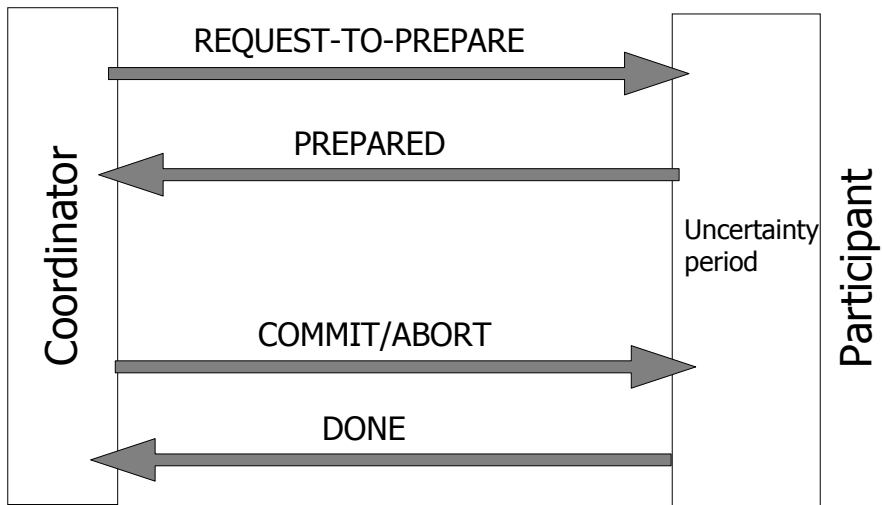 REQUEST-TO-PREPARE
Coordinator
PREPARED
Uncertainty
period
Participant
COMMIT/ABORT
DONE